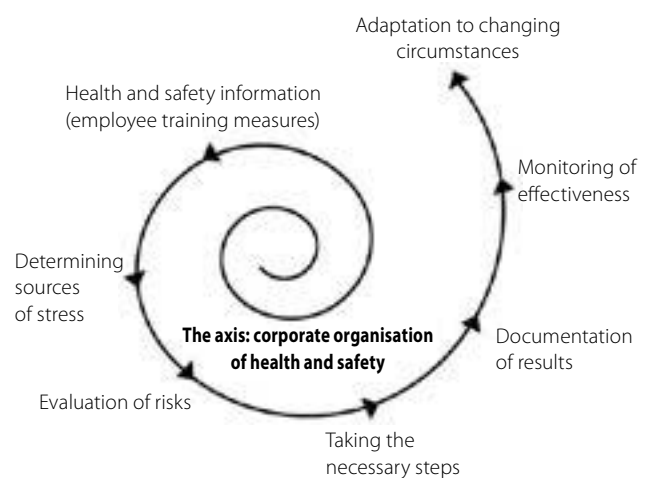 Adaptation to changing
circumstances
Health and safety information
(employee training measures)
Monitoring of
effectiveness
Determining
sources
of stress
The axis: corporate organisation
of health and safety
Documentation
of results
Evaluation of risks
Taking the
necessary steps